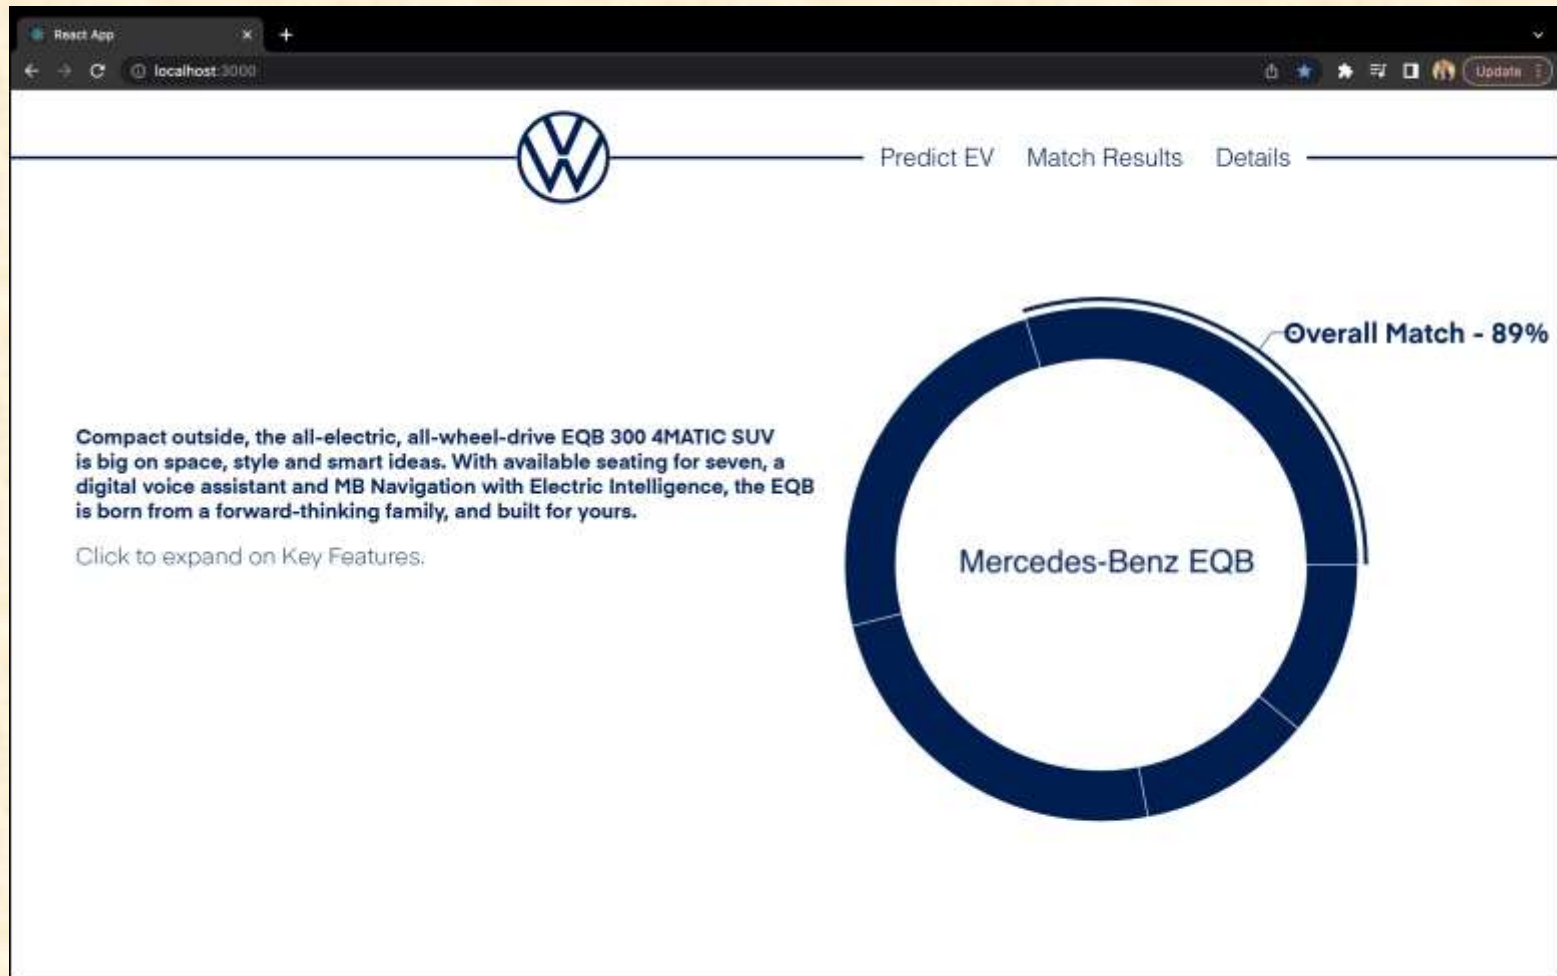 React App
localhost:3000
Update
Predict EV Match Results Details
Overall Match - 89%
Compact outside, the all-electric, all-wheel-drive EQB 300 4MATIC SUV
is big on space, style and smart ideas. With available seating for seven, a
digital voice assistant and MB Navigation with Electric Intelligence, the EQB
is born from a forward-thinking family, and built for yours.
Click to expand on Key Features.
Mercedes-Benz EQB